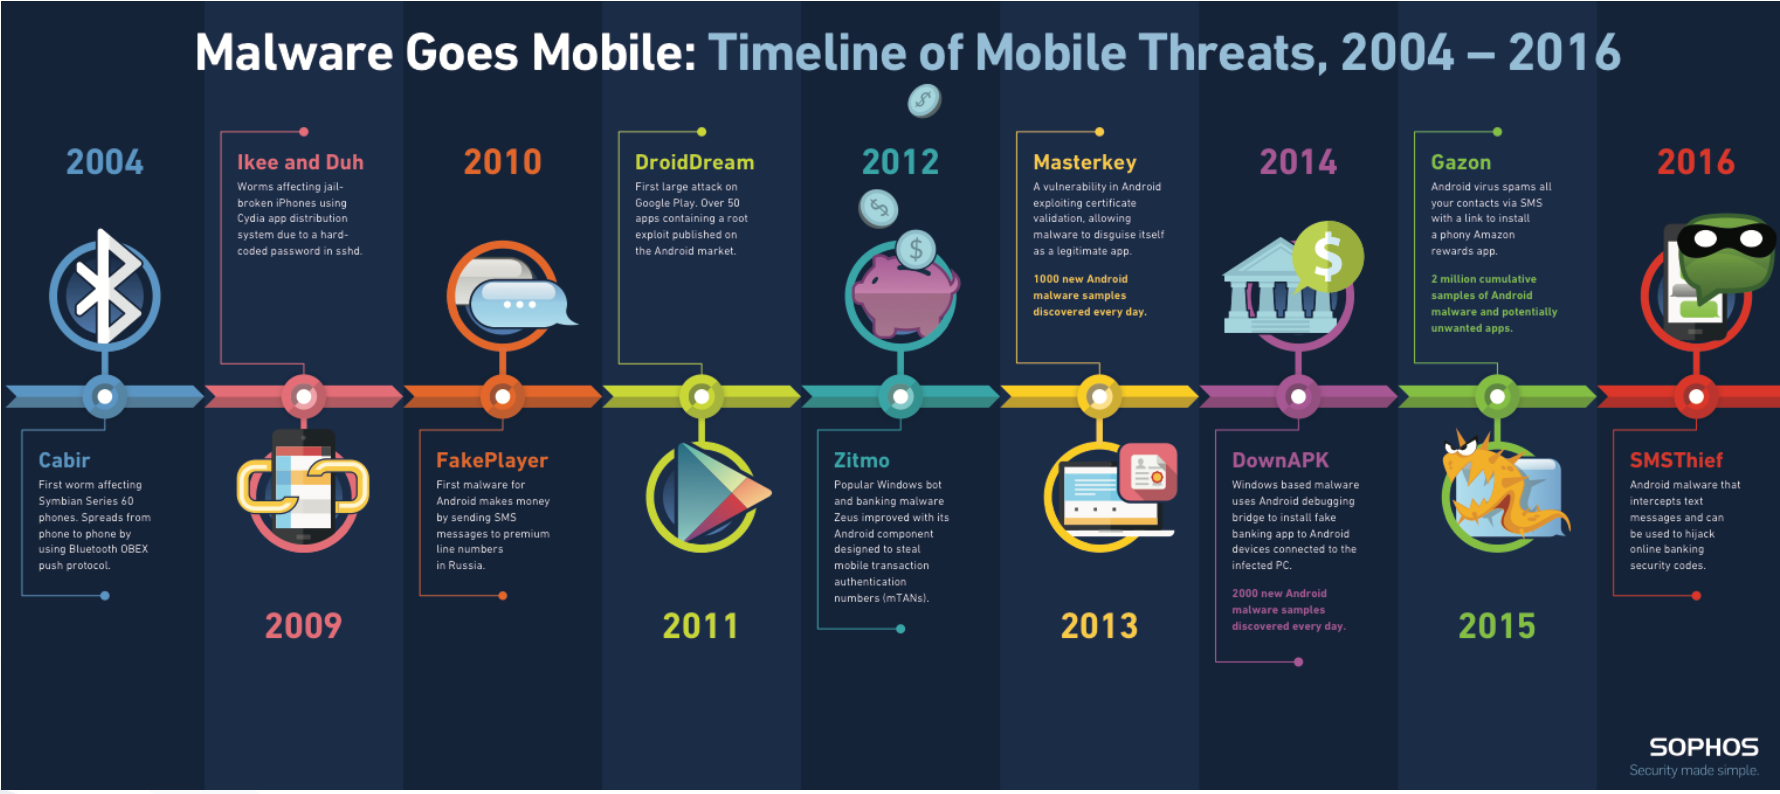 Malware Goes Mobile: Timeline of Mobile Threats, 2004 – 2016
2004
Cabir
First worm affecting
Symbian Series 60
phones. Spreads from
phone to phone by
using Bluetooth OBEX
push protocol.
Ikee and Duh
Worms affecting jail-
broken iPhones using
Cydia app distribution
system due to a hard-
coded password in sshd.
2009
2010
FakePlayer
First malware for
Android makes money
by sending SMS
messages to premium
line numbers
in Russia.
DroidDream
First large attack on
Google Play. Over 50
apps containing a root
exploit published on
the Android market.
2011
2012
Zitmo
Popular Windows bot
and banking malware
Zeus improved with its
Android component
designed to steal
mobile transaction
authentication
numbers (mTANs).
Masterkey
A vulnerability in Android
exploiting certificate
validation, allowing
malware to disguise itself
as a legitimate app.
1000 new Android
malware samples
discovered every day.
2013
2014
DownAPK
Windows based malware
uses Android debugging
bridge to install fake
banking app to Android
devices connected to the
infected PC.
2000 new Android
malware samples
discovered every day.
Gazon
Android virus spams all
your contacts via SMS
with a link to install
a phony Amazon
rewards app.
2 million cumulative
samples of Android
malware and potentially
unwanted apps.
2015
2016
SMSThief
Android malware that
intercepts text
messages and can
be used to hijack
online banking
security codes.
SOPHOS
Security made simple.